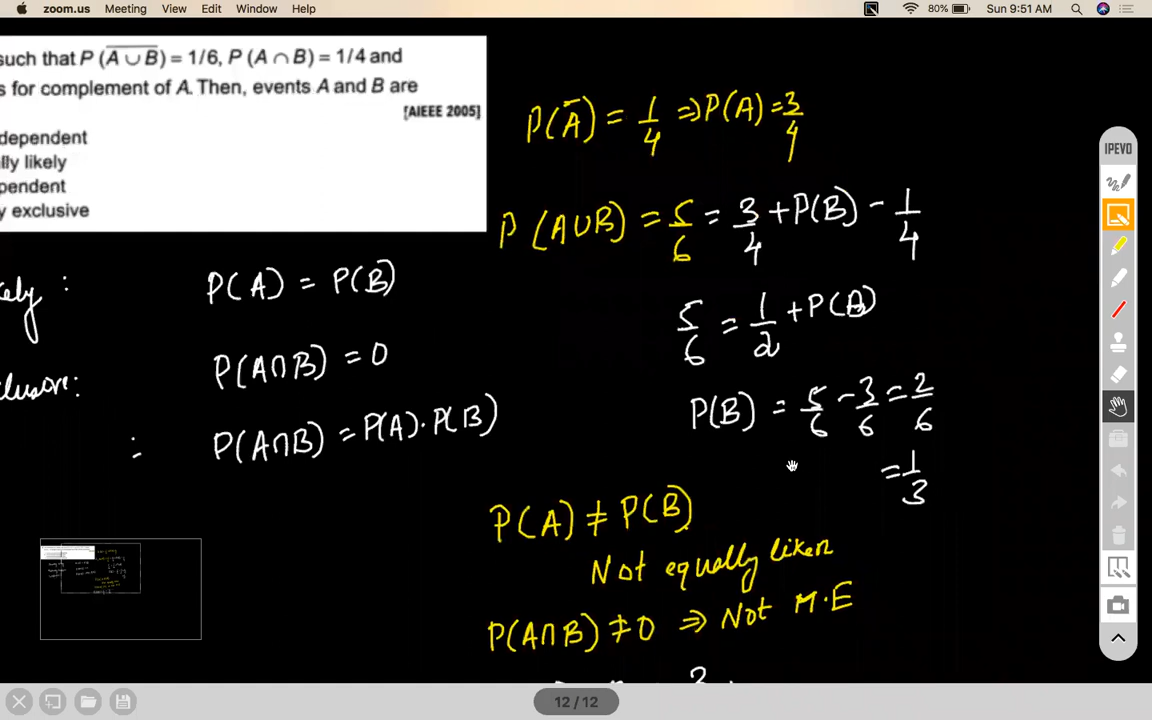 zoom.us Meeting View Edit Window Help 80% Sun 9:51 AM
such that P (A ∪ B)̅ = 1/6, P (A ∩ B) = 1/4 and
s for complement of A. Then, events A and B are
[AIEEE 2005]
dependent
lly likely
pendent
y exclusive
P(A̅) = 1/4 ⇒ P(A) = 3/4
P(A∪B) = 5/6 = 3/4 + P(B) - 1/4
5/6 = 1/2 + P(B)
P(B) = 5/6 - 3/6 = 2/6
= 1/3
ely : P(A) = P(B)
P(A∩B) = 0
clusion:
: P(A∩B) = P(A)·P(B)
P(A) ≠ P(B)
Not equally liken
P(A∩B) ≠ 0 ⇒ Not M.E
IPEVO
12 / 12